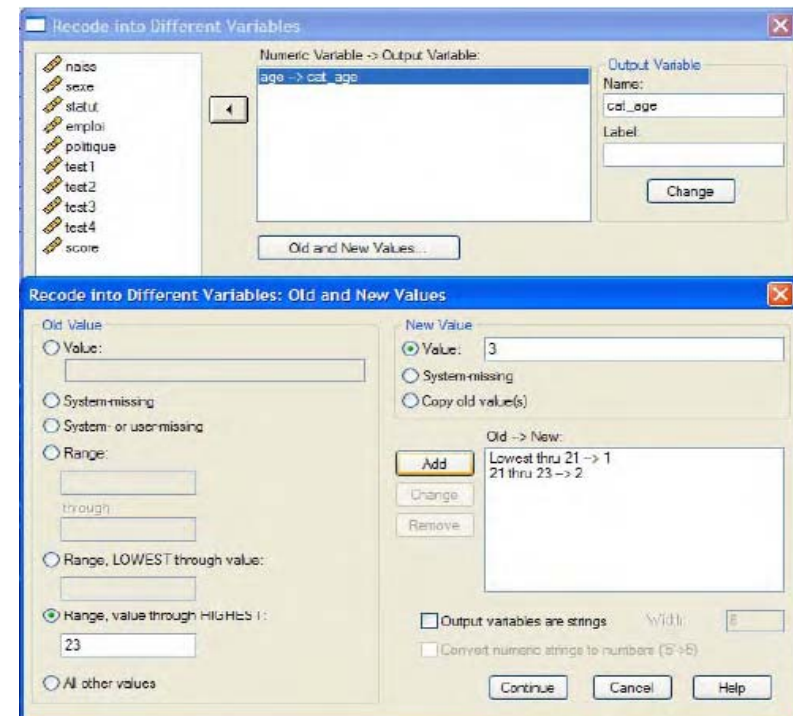 Recode into Different Variables
naiss
sexe
statut
emploi
politique
test1
test2
test3
test4
score
Numeric Variable -> Output Variable:
age --> cat_age
Old and New Values...
Output Variable
Name:
cat_age
Label:
Change
Recode into Different Variables: Old and New Values
Old Value
Value:
System-missing
System- or user-missing
Range:
through
Range, LOWEST through value:
Range, value through HIGHEST:
23
All other values
New Value
Value: 3
System-missing
Copy old value(s)
Old --> New:
Add
Change
Remove
Lowest thru 21 --> 1
21 thru 23 --> 2
Output variables are strings Width: 8
Convert numeric strings to numbers ('5'->5)
Continue Cancel Help